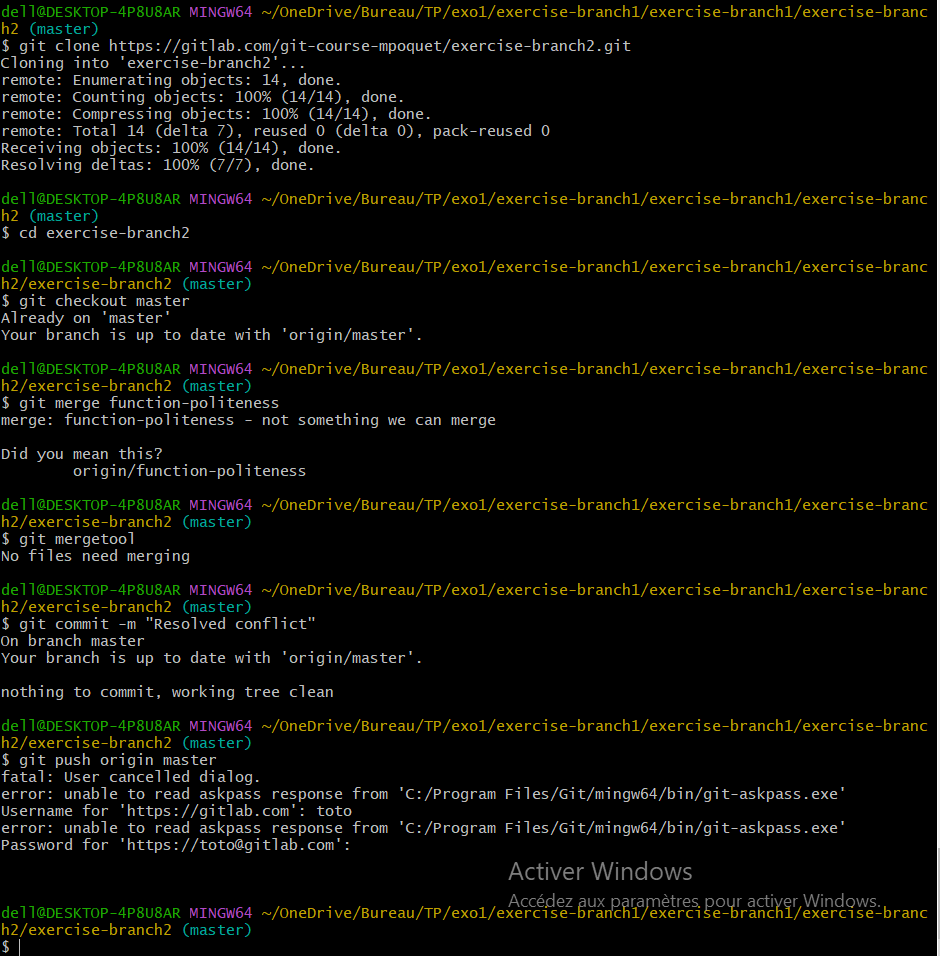 dell@DESKTOP-4P8U8AR MINGW64 ~/OneDrive/Bureau/TP/exo1/exercise-branch1/exercise-branch1/exercise-branc
h2 (master)
$ git clone https://gitlab.com/git-course-mpoquet/exercise-branch2.git
Cloning into 'exercise-branch2'...
remote: Enumerating objects: 14, done.
remote: Counting objects: 100% (14/14), done.
remote: Compressing objects: 100% (14/14), done.
remote: Total 14 (delta 7), reused 0 (delta 0), pack-reused 0
Receiving objects: 100% (14/14), done.
Resolving deltas: 100% (7/7), done.
dell@DESKTOP-4P8U8AR MINGW64 ~/OneDrive/Bureau/TP/exo1/exercise-branch1/exercise-branch1/exercise-branc
h2 (master)
$ cd exercise-branch2
dell@DESKTOP-4P8U8AR MINGW64 ~/OneDrive/Bureau/TP/exo1/exercise-branch1/exercise-branch1/exercise-branc
h2/exercise-branch2 (master)
$ git checkout master
Already on 'master'
Your branch is up to date with 'origin/master'.
dell@DESKTOP-4P8U8AR MINGW64 ~/OneDrive/Bureau/TP/exo1/exercise-branch1/exercise-branch1/exercise-branc
h2/exercise-branch2 (master)
$ git merge function-politeness
merge: function-politeness - not something we can merge
Did you mean this?
origin/function-politeness
dell@DESKTOP-4P8U8AR MINGW64 ~/OneDrive/Bureau/TP/exo1/exercise-branch1/exercise-branch1/exercise-branc
h2/exercise-branch2 (master)
$ git mergetool
No files need merging
dell@DESKTOP-4P8U8AR MINGW64 ~/OneDrive/Bureau/TP/exo1/exercise-branch1/exercise-branch1/exercise-branc
h2/exercise-branch2 (master)
$ git commit -m "Resolved conflict"
On branch master
Your branch is up to date with 'origin/master'.
nothing to commit, working tree clean
dell@DESKTOP-4P8U8AR MINGW64 ~/OneDrive/Bureau/TP/exo1/exercise-branch1/exercise-branch1/exercise-branc
h2/exercise-branch2 (master)
$ git push origin master
fatal: User cancelled dialog.
error: unable to read askpass response from 'C:/Program Files/Git/mingw64/bin/git-askpass.exe'
Username for 'https://gitlab.com': toto
error: unable to read askpass response from 'C:/Program Files/Git/mingw64/bin/git-askpass.exe'
Password for 'https://toto@gitlab.com':
Activer Windows
Accédez aux paramètres pour activer Windows.
dell@DESKTOP-4P8U8AR MINGW64 ~/OneDrive/Bureau/TP/exo1/exercise-branch1/exercise-branch1/exercise-branc
h2/exercise-branch2 (master)
$